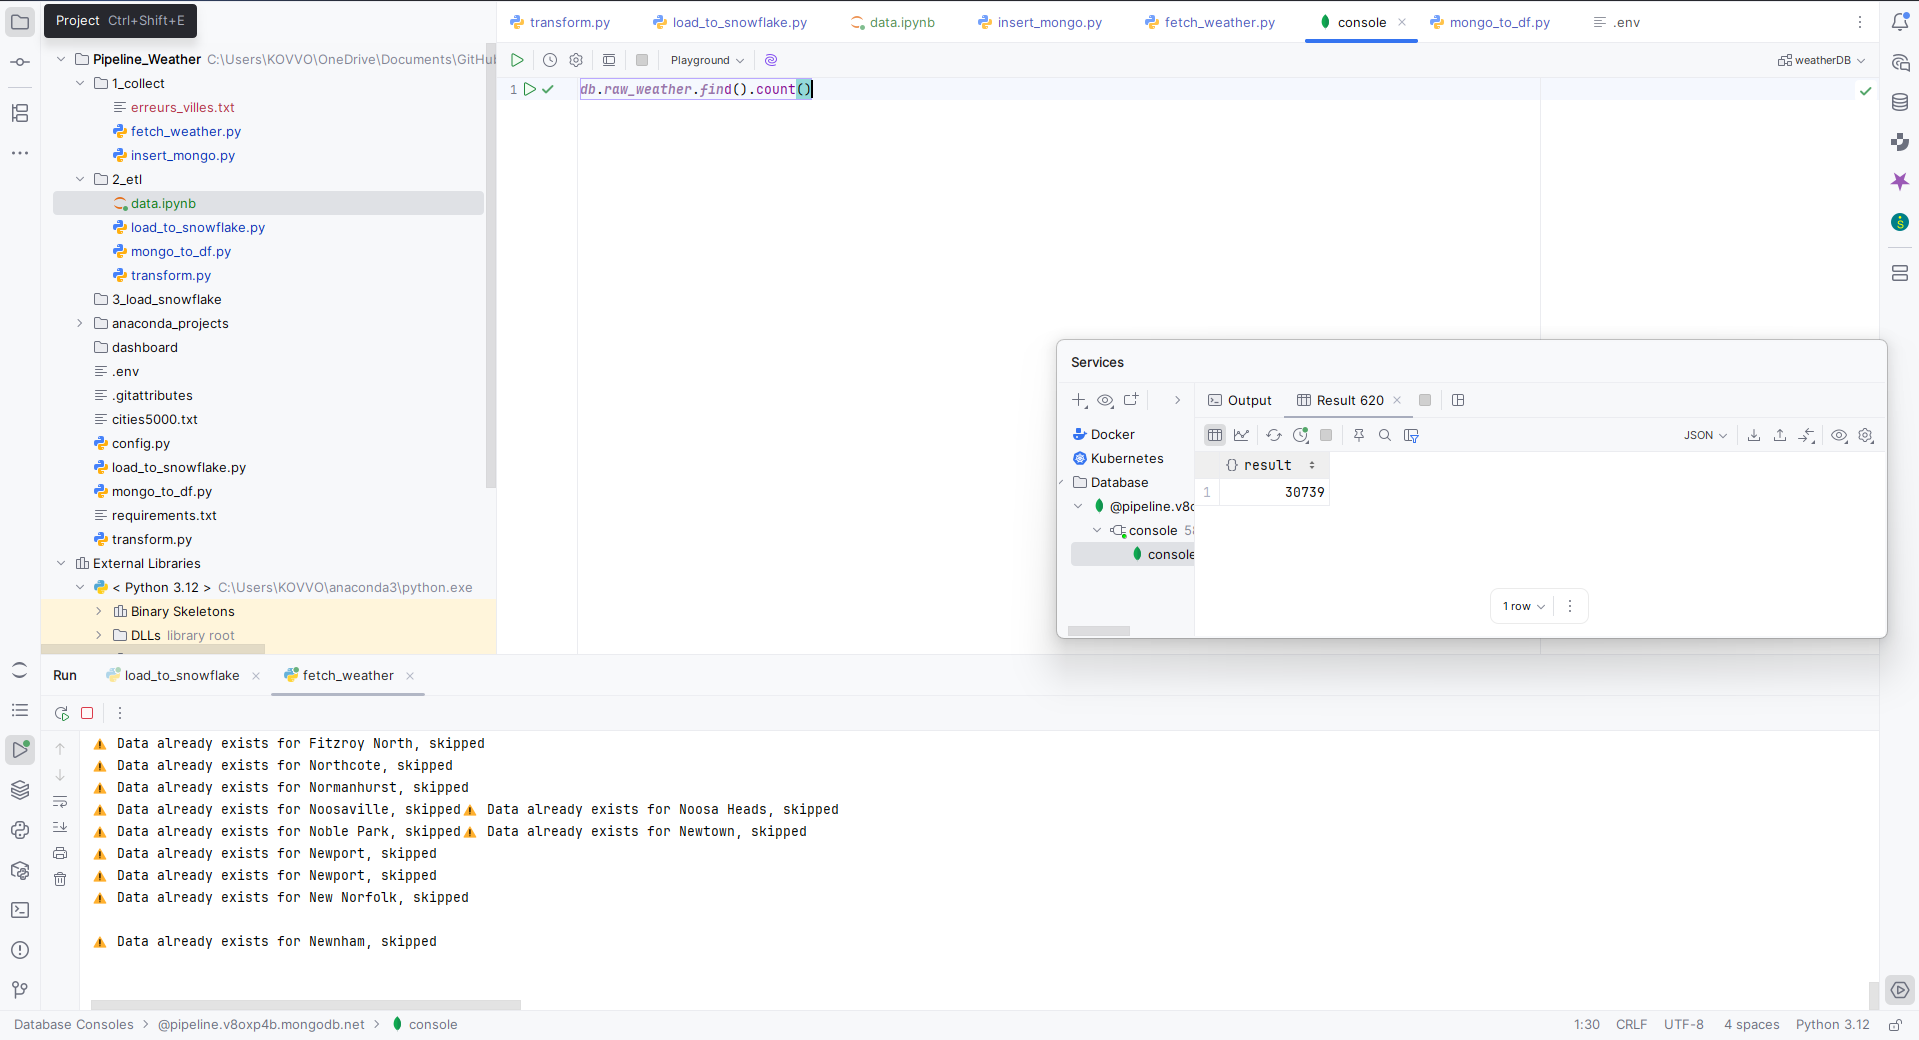 Project Ctrl+Shift+E
transform.py
load_to_snowflake.py
data.ipynb
insert_mongo.py
fetch_weather.py
console
mongo_to_df.py
.env
Pipeline_Weather C:\Users\KOVVO\OneDrive\Documents\GitHu
1_collect
erreurs_villes.txt
fetch_weather.py
insert_mongo.py
2_etl
data.ipynb
load_to_snowflake.py
mongo_to_df.py
transform.py
3_load_snowflake
anaconda_projects
dashboard
.env
.gitattributes
cities5000.txt
config.py
load_to_snowflake.py
mongo_to_df.py
requirements.txt
transform.py
External Libraries
< Python 3.12 > C:\Users\KOVVO\anaconda3\python.exe
Binary Skeletons
DLLs library root
Playground
weatherDB
1 db.raw_weather.find().count()
Services
Output
Result 620
Docker
Kubernetes
Database
@pipeline.v8o
console 58
console
JSON
{} result
1 30739
1 row
Run
load_to_snowflake
fetch_weather
Data already exists for Fitzroy North, skipped
Data already exists for Northcote, skipped
Data already exists for Normanhurst, skipped
Data already exists for Noosaville, skipped Data already exists for Noosa Heads, skipped
Data already exists for Noble Park, skipped Data already exists for Newtown, skipped
Data already exists for Newport, skipped
Data already exists for Newport, skipped
Data already exists for New Norfolk, skipped
Data already exists for Newnham, skipped
Database Consoles > @pipeline.v8oxp4b.mongodb.net > console
1:30 CRLF UTF-8 4 spaces Python 3.12